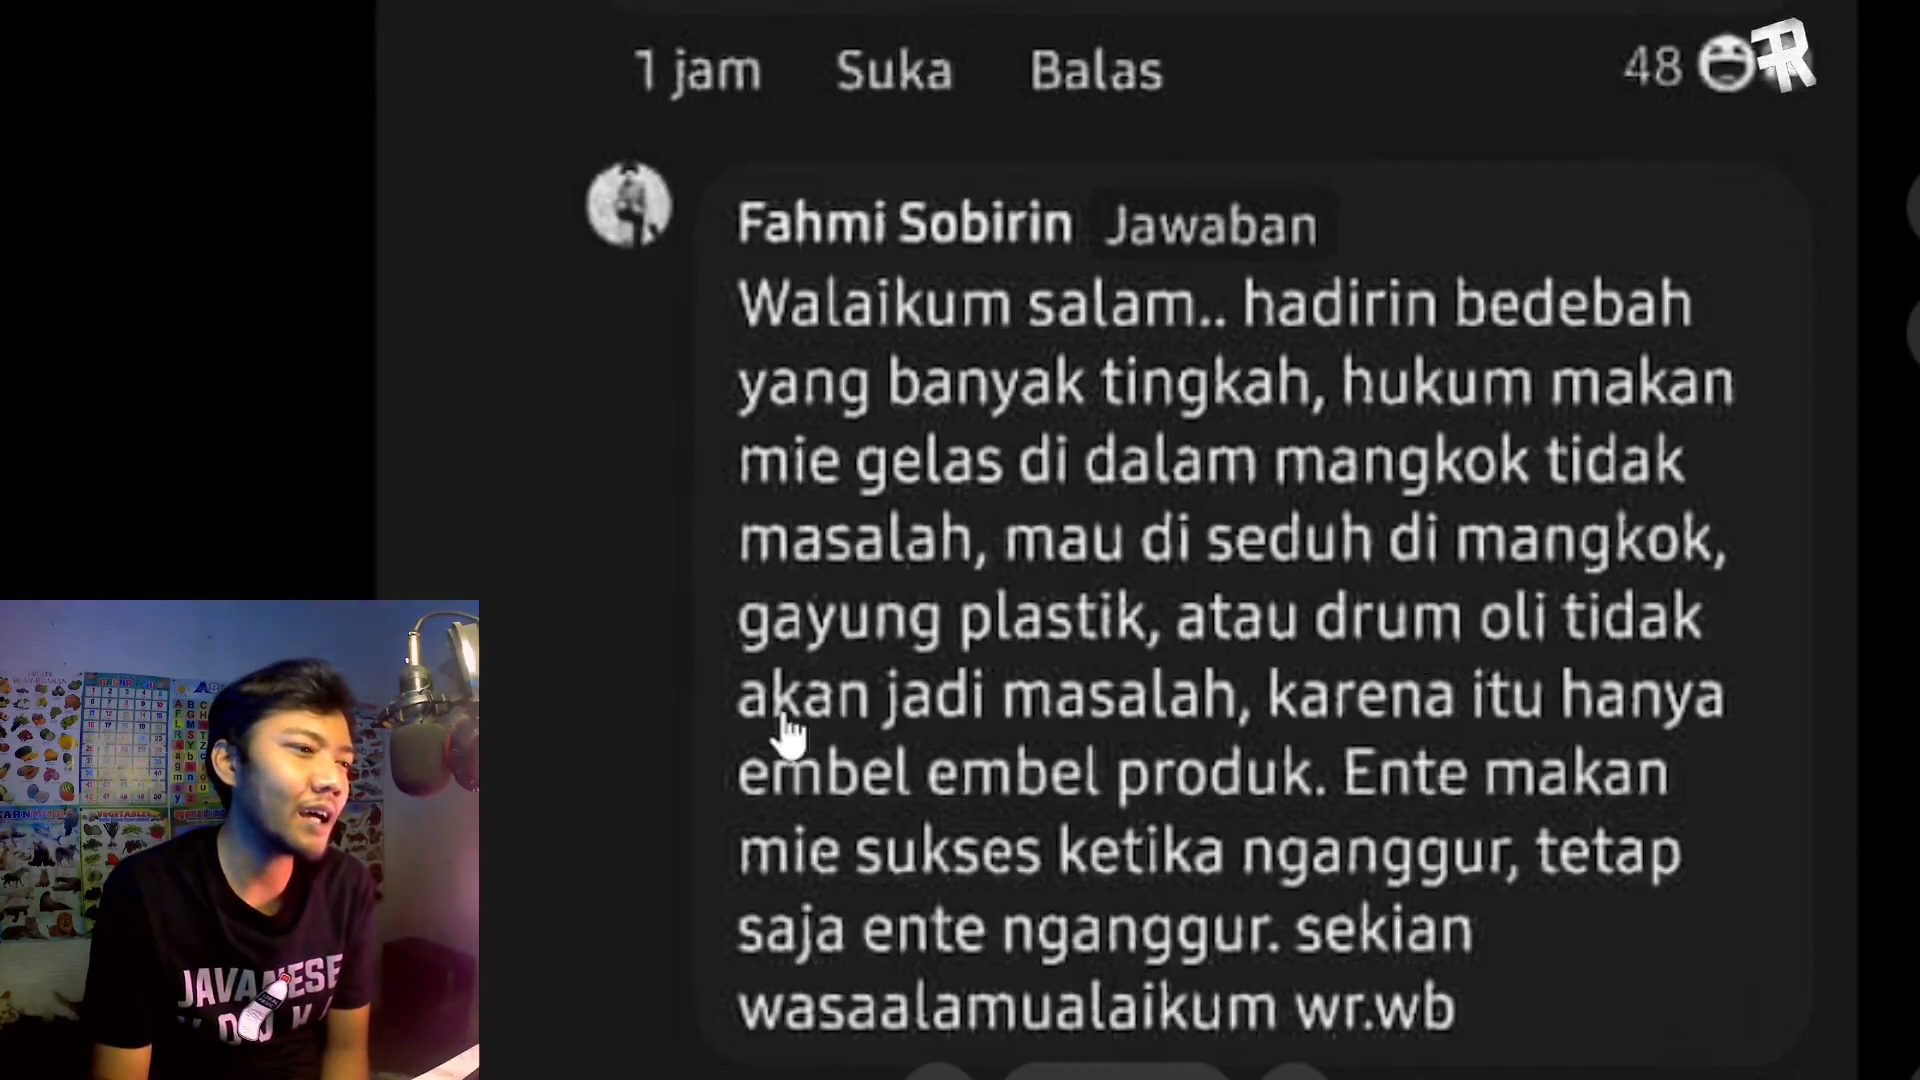 1 jam Suka Balas 48
FR
Fahmi Sobirin Jawaban
Walaikum salam.. hadirin bedebah
yang banyak tingkah, hukum makan
mie gelas di dalam mangkok tidak
masalah, mau di seduh di mangkok,
gayung plastik, atau drum oli tidak
akan jadi masalah, karena itu hanya
embel embel produk. Ente makan
mie sukses ketika nganggur, tetap
saja ente nganggur. sekian
wasaalamualaikum wr.wb
JAVANESE